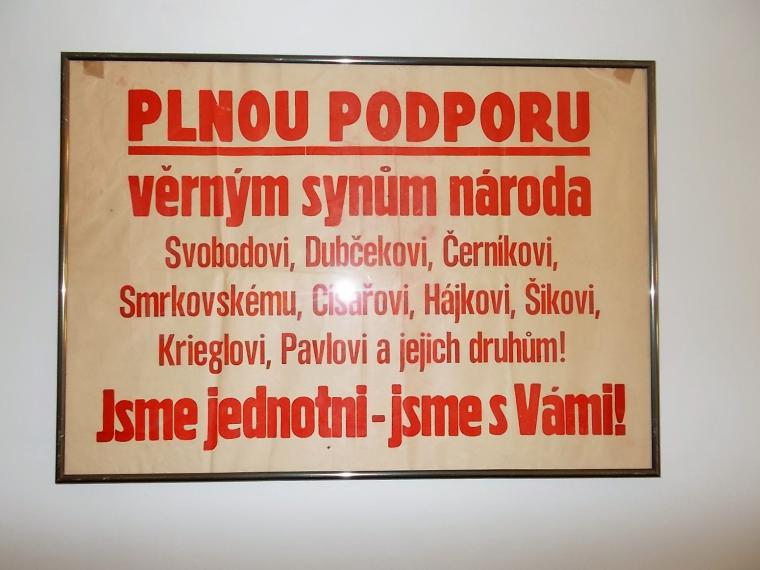 PLNOU PODPORU
věrným synům národa
Svobodovi, Dubčekovi, Černíkovi,
Smrkovskému, Císařovi, Hájkovi, Šikovi,
Krieglovi, Pavlovi a jejich druhům!
Jsme jednotni - jsme s Vámi!